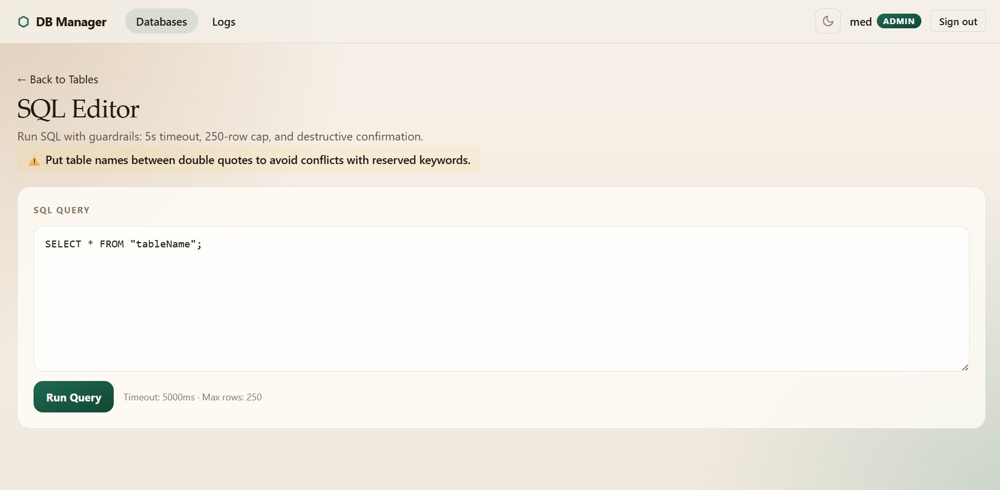 DB Manager Databases Logs med ADMIN Sign out
← Back to Tables
SQL Editor
Run SQL with guardrails: 5s timeout, 250-row cap, and destructive confirmation.
⚠️ Put table names between double quotes to avoid conflicts with reserved keywords.
SQL QUERY
SELECT * FROM "tableName";
Run Query Timeout: 5000ms · Max rows: 250